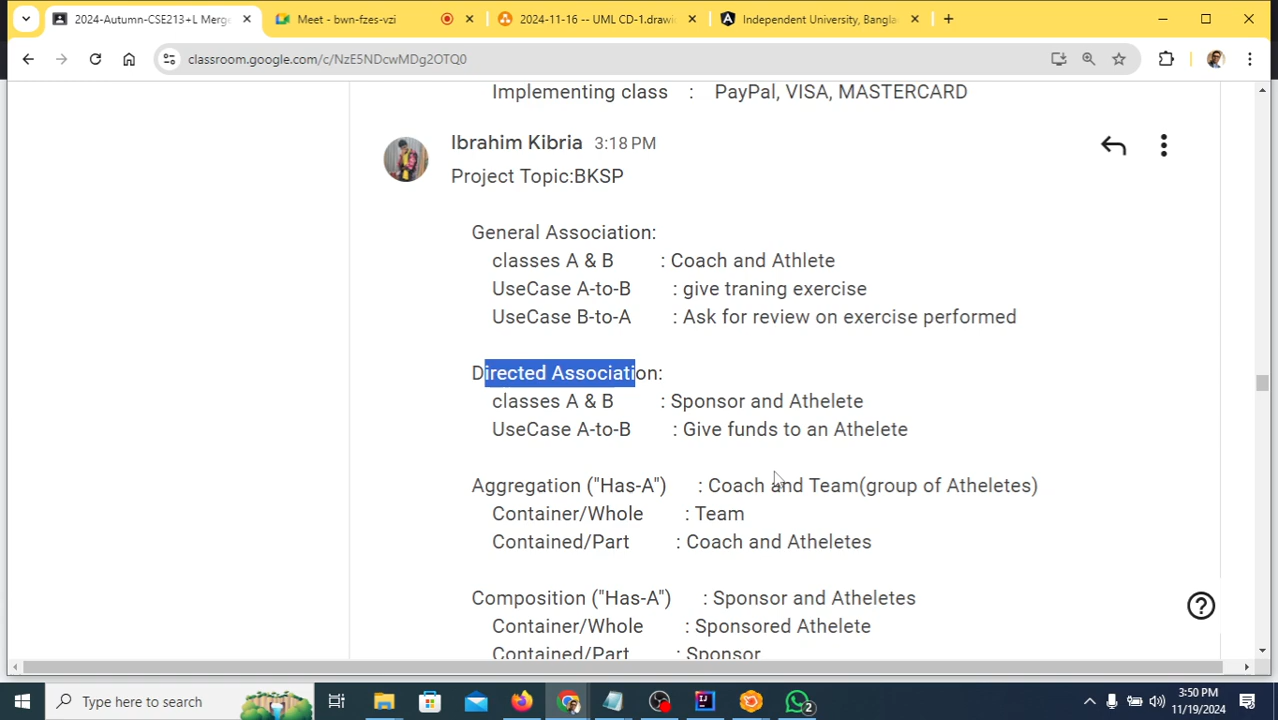 2024-Autumn-CSE213+L Merge
Meet - bwn-fzes-vzi
2024-11-16 -- UML CD-1.drawi
Independent University, Bangla
classroom.google.com/c/NzE5NDcwMDg2OTQ0
Implementing class : PayPal, VISA, MASTERCARD
Ibrahim Kibria 3:18 PM
Project Topic:BKSP
General Association:
classes A & B : Coach and Athlete
UseCase A-to-B : give traning exercise
UseCase B-to-A : Ask for review on exercise performed
Directed Association:
classes A & B : Sponsor and Athelete
UseCase A-to-B : Give funds to an Athelete
Aggregation ("Has-A") : Coach and Team(group of Atheletes)
Container/Whole : Team
Contained/Part : Coach and Atheletes
Composition ("Has-A") : Sponsor and Atheletes
Container/Whole : Sponsored Athelete
Contained/Part : Sponsor
Type here to search
2
3:50 PM
11/19/2024